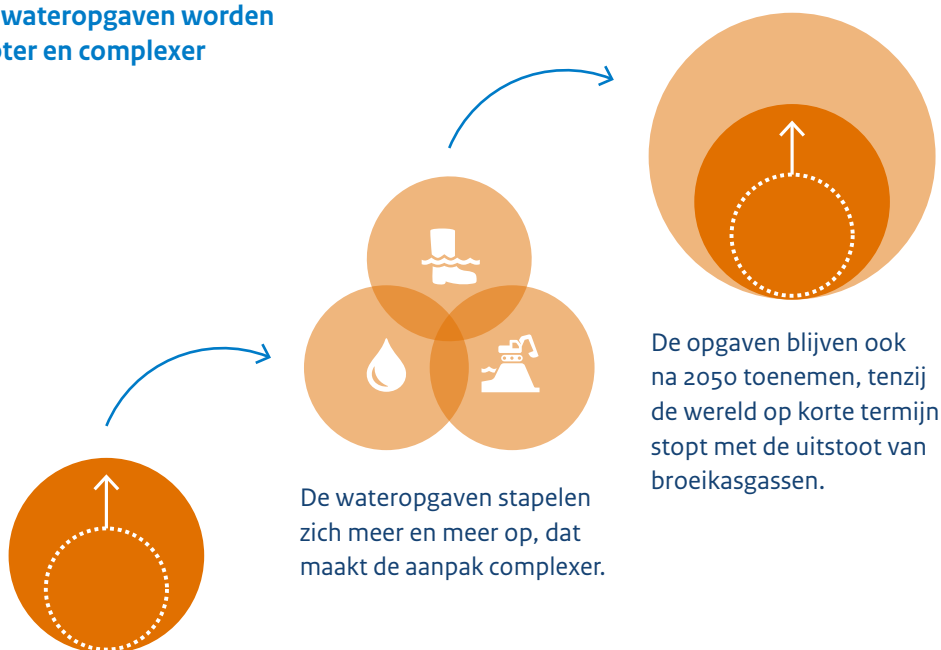 wateropgaven worden
ter en complexer
De opgaven blijven ook
na 2050 toenemen, tenzij
de wereld op korte termijn
stopt met de uitstoot van
broeikasgassen.
De wateropgaven stapelen
zich meer en meer op, dat
maakt de aanpak complexer.